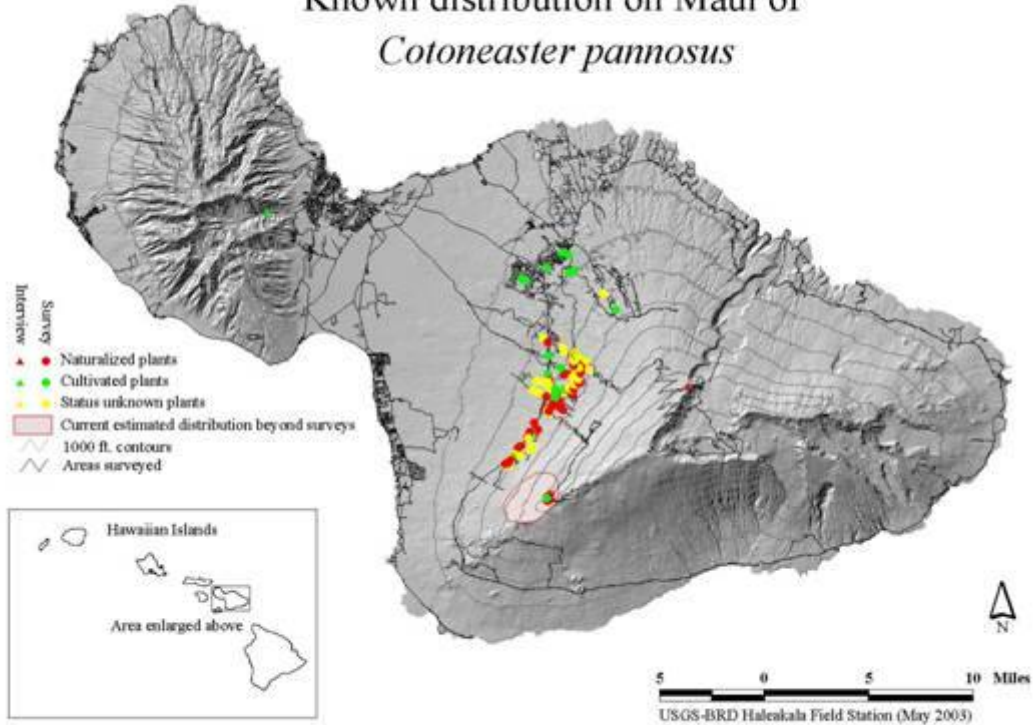 Known distribution on Maui of
Cotoneaster pannosus
Interview
Survey
Naturalized plants
Cultivated plants
Status unknown plants
Current estimated distribution beyond surveys
1000 ft. contours
Areas surveyed
Hawaiian Islands
Area enlarged above
N
5 0 5 10 Miles
USGS-BRD Haleakala Field Station (May 2003)